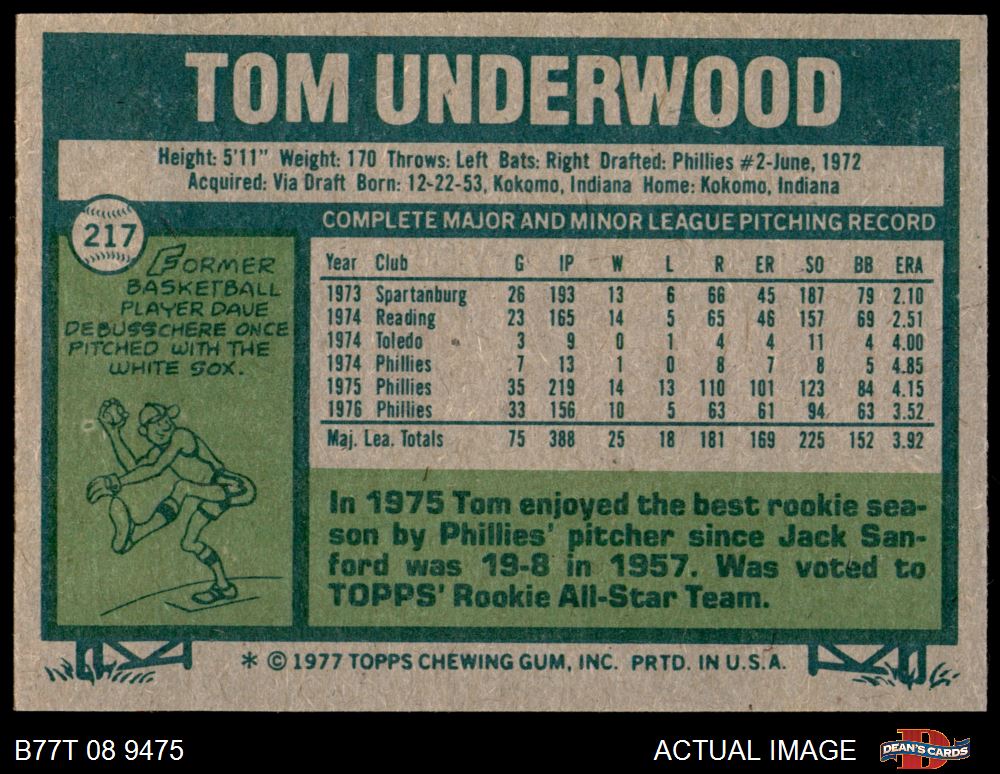 TOM UNDERWOOD
Height: 5'11" Weight: 170 Throws: Left Bats: Right Drafted: Phillies #2-June, 1972
Acquired: Via Draft Born: 12-22-53, Kokomo, Indiana Home: Kokomo, Indiana
217
FORMER
BASKETBALL
PLAYER DAVE
DEBUSSCHERE ONCE
PITCHED WITH THE
WHITE SOX.
COMPLETE MAJOR AND MINOR LEAGUE PITCHING RECORD
Year Club G IP W L R ER SO BB ERA
1973 Spartanburg 26 193 13 6 66 45 187 79 2.10
1974 Reading 23 165 14 5 65 46 157 69 2.51
1974 Toledo 3 9 0 1 4 4 11 4 4.00
1974 Phillies 7 13 1 0 8 7 8 5 4.85
1975 Phillies 35 219 14 13 110 101 123 84 4.15
1976 Phillies 33 156 10 5 63 61 94 63 3.52
Maj. Lea. Totals 75 388 25 18 181 169 225 152 3.92
In 1975 Tom enjoyed the best rookie sea-
son by Phillies' pitcher since Jack San-
ford was 19-8 in 1957. Was voted to
TOPPS' Rookie All-Star Team.
* © 1977 TOPPS CHEWING GUM, INC. PRTD. IN U.S.A.
B77T 08 9475
ACTUAL IMAGE
DEAN'S CARDS